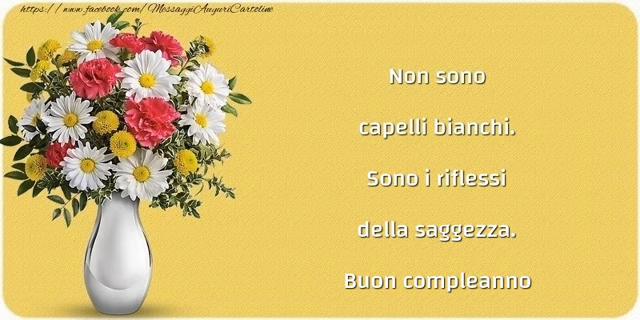 https://www.facebook.com/MessaggiAuguriCartoline
Non sono
capelli bianchi.
Sono i riflessi
della saggezza.
Buon compleanno